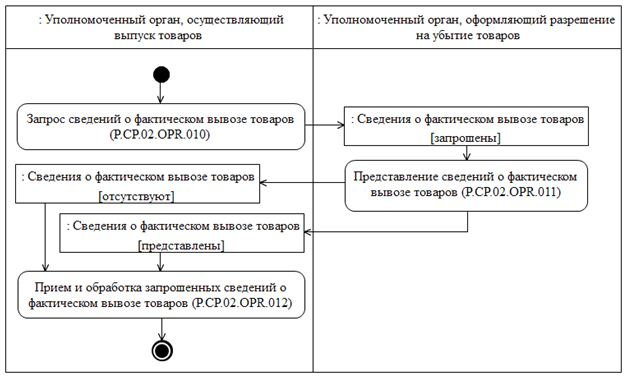 : Уполномоченный орган, осуществляющий
выпуск товаров
: Уполномоченный орган, оформляющий разрешение
на убытие товаров
Запрос сведений о фактическом вывозе товаров
(P.CP.02.OPR.010)
: Сведения о фактическом вывозе товаров
[запрошены]
Представление сведений о фактическом
вывозе товаров (P.CP.02.OPR.011)
: Сведения о фактическом вывозе товаров
[отсутствуют]
: Сведения о фактическом вывозе товаров
[представлены]
Прием и обработка запрошенных сведений о
фактическом вывозе товаров (P.CP.02.OPR.012)